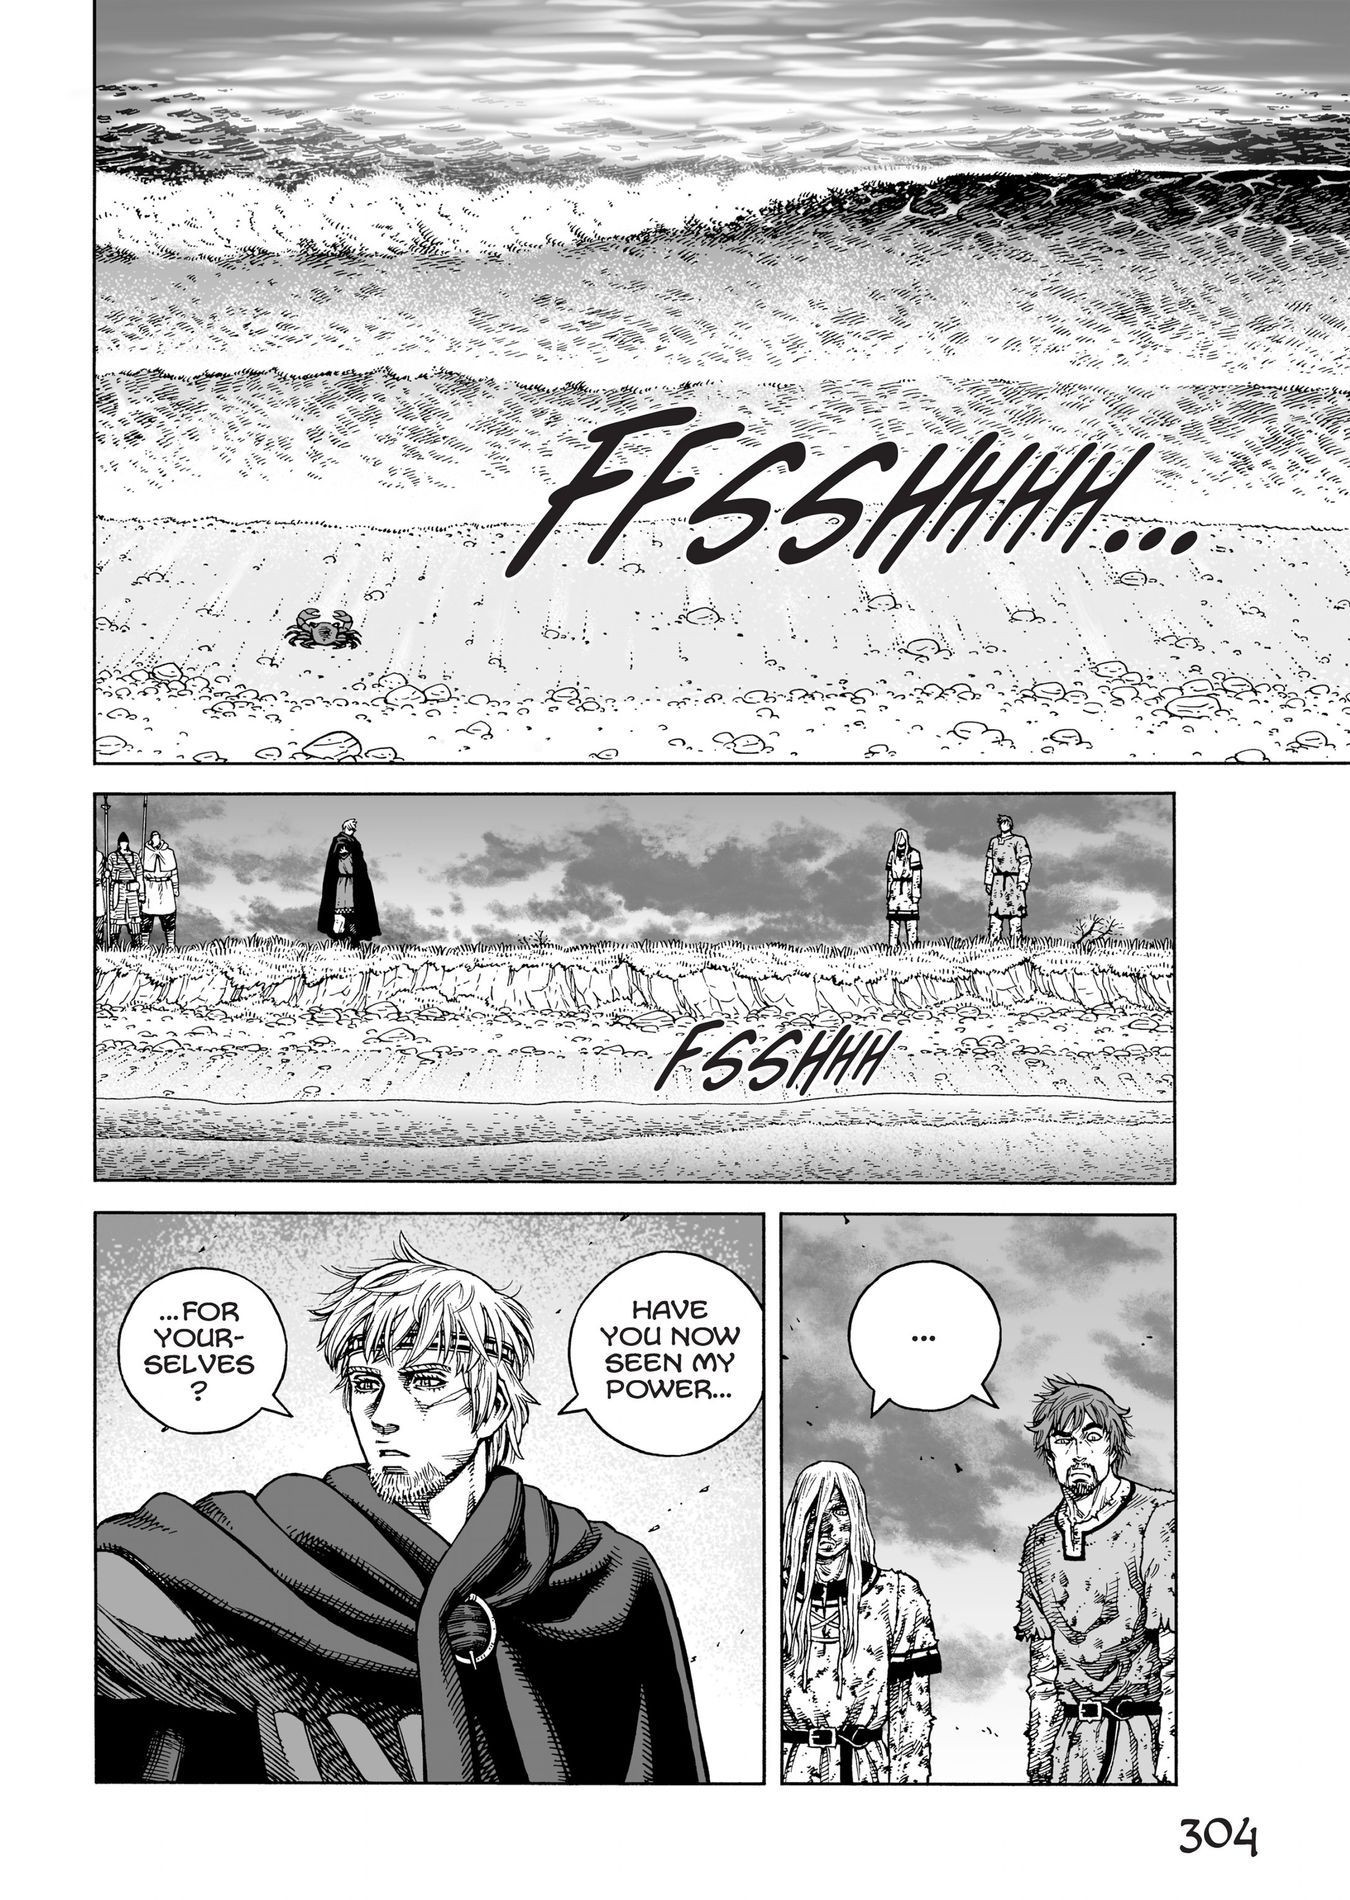 FFSSHHHH...
FSSHHH
...
HAVE
YOU NOW
SEEN MY
POWER...
...FOR
YOUR-
SELVES
?
304